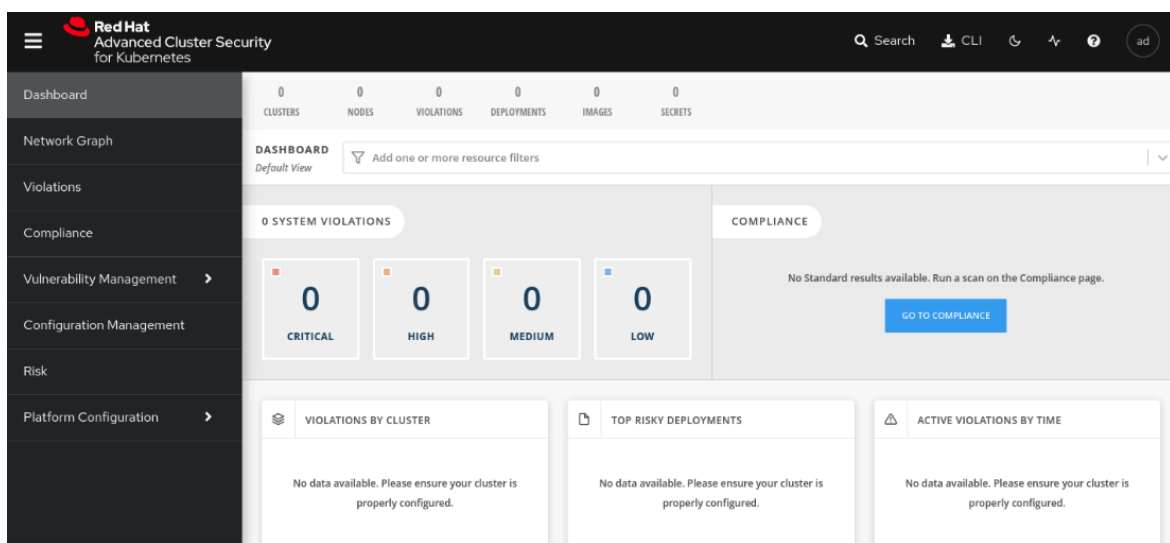 Red Hat
Advanced Cluster Security
for Kubernetes
Search
CLI
ad
Dashboard
Network Graph
Violations
Compliance
Vulnerability Management
Configuration Management
Risk
Platform Configuration
0 0 0 0 0 0
CLUSTERS NODES VIOLATIONS DEPLOYMENTS IMAGES SECRETS
DASHBOARD
Default View
Add one or more resource filters
0 SYSTEM VIOLATIONS
0 0 0 0
CRITICAL HIGH MEDIUM LOW
COMPLIANCE
No Standard results available. Run a scan on the Compliance page.
GO TO COMPLIANCE
VIOLATIONS BY CLUSTER
No data available. Please ensure your cluster is
properly configured.
TOP RISKY DEPLOYMENTS
No data available. Please ensure your cluster is
properly configured.
ACTIVE VIOLATIONS BY TIME
No data available. Please ensure your cluster is
properly configured.